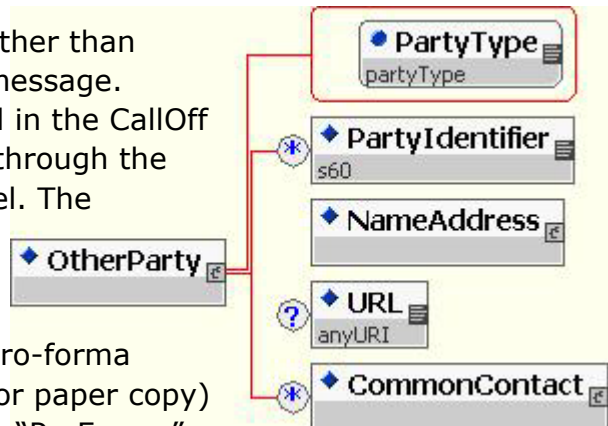 ther than
message.
in the CallOff
through the
el. The
ro-forma
or paper copy)
PartyType
partyType
* PartyIdentifier
s60
NameAddress
OtherParty
? URL
anyURI
* CommonContact